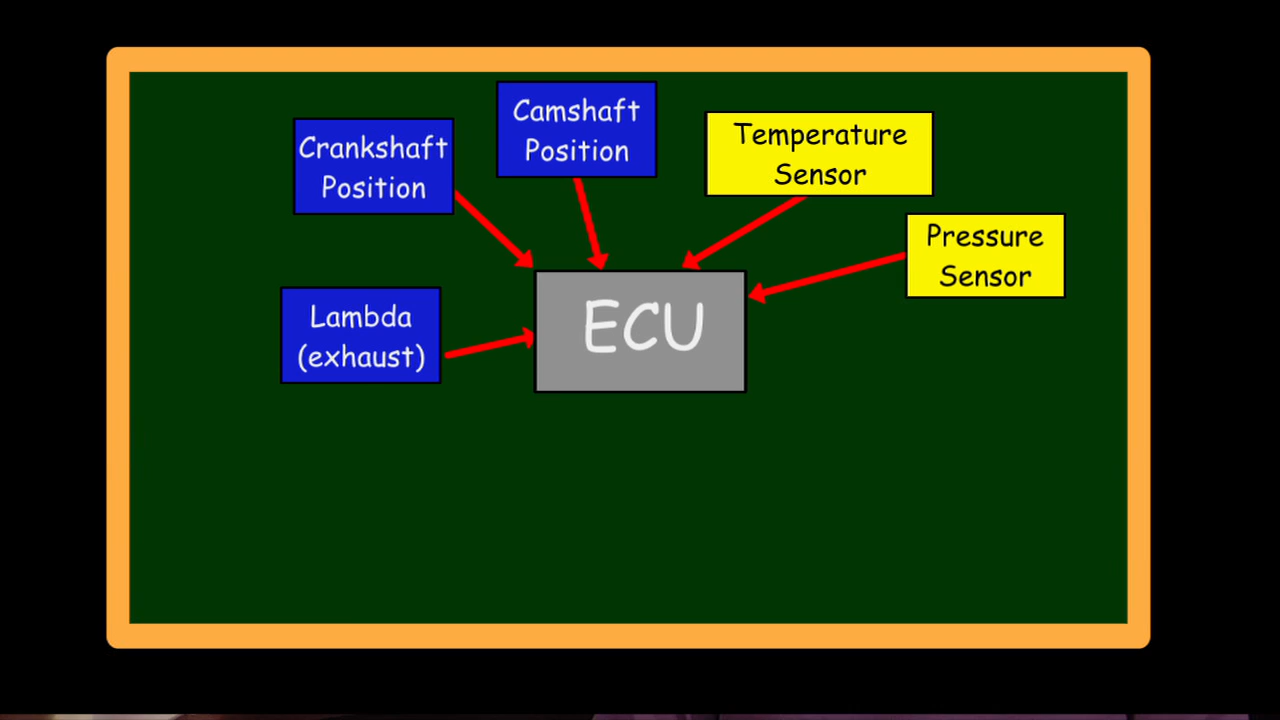 Camshaft
Position
Crankshaft
Position
Temperature
Sensor
Pressure
Sensor
Lambda
(exhaust)
ECU